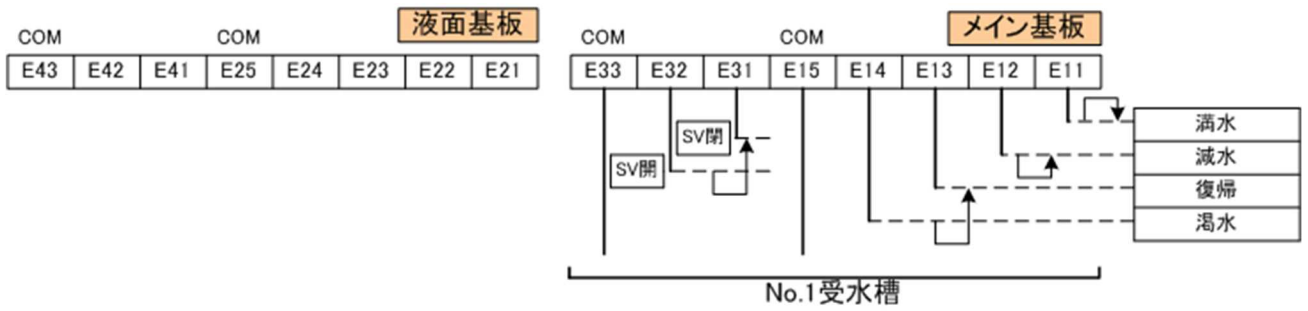 液面基板
メイン基板
COM COM COM COM
E43 E42 E41 E25 E24 E23 E22 E21 E33 E32 E31 E15 E14 E13 E12 E11
満水
SV閉
減水
SV開
復帰
渇水
No.1受水槽